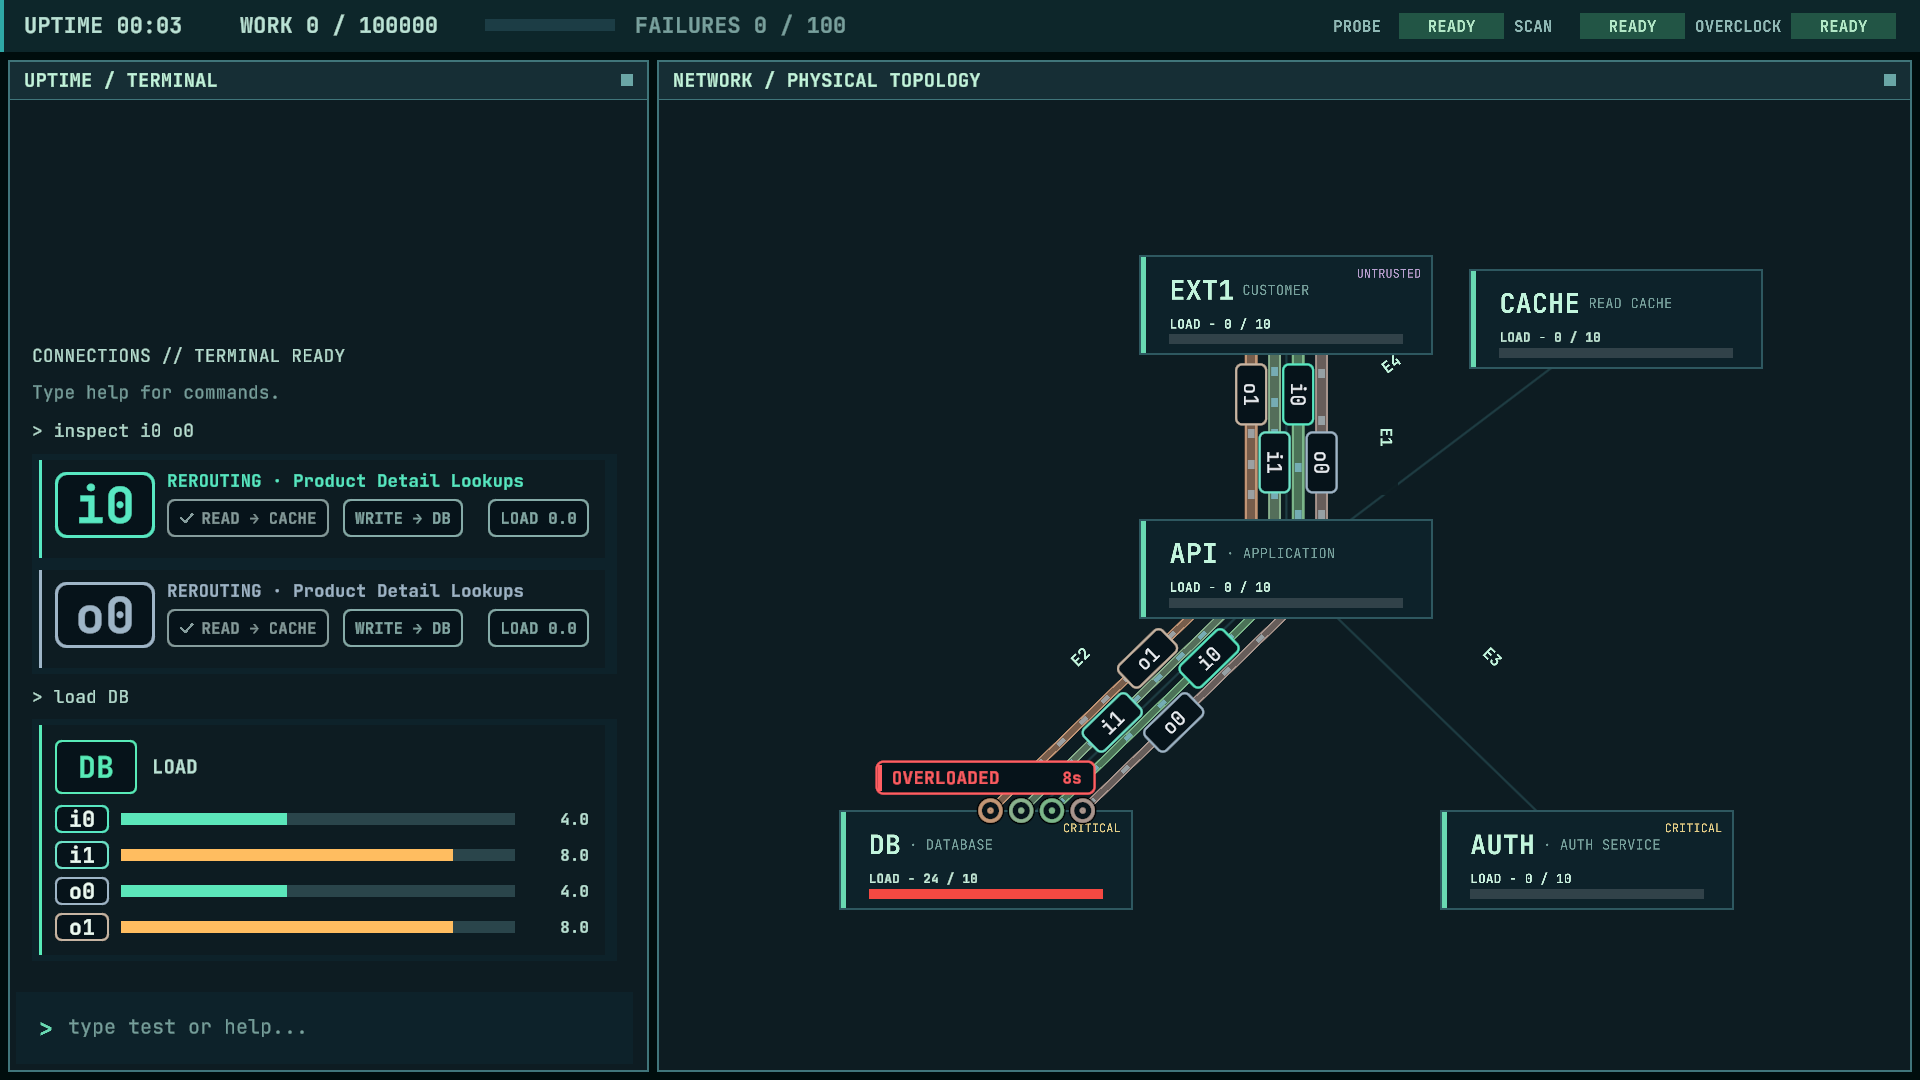 UPTIME 00:03 WORK 0 / 100000 FAILURES 0 / 100 PROBE READY SCAN READY OVERCLOCK READY
UPTIME / TERMINAL
CONNECTIONS // TERMINAL READY
Type help for commands.
> inspect i0 o0
i0 REROUTING · Product Detail Lookups
✓ READ → CACHE WRITE → DB LOAD 0.0
o0 REROUTING · Product Detail Lookups
✓ READ → CACHE WRITE → DB LOAD 0.0
> load DB
DB LOAD
i0 4.0
i1 8.0
o0 4.0
o1 8.0
> type test or help...
NETWORK / PHYSICAL TOPOLOGY
UNTRUSTED
EXT1 CUSTOMER
LOAD - 0 / 10
CACHE READ CACHE
LOAD - 0 / 10
E4
o1 i0
E1
i1 o0
API · APPLICATION
LOAD - 0 / 10
E2
o1 i0
E3
i1 o0
OVERLOADED 8s
CRITICAL
DB · DATABASE
LOAD - 24 / 10
CRITICAL
AUTH · AUTH SERVICE
LOAD - 0 / 10